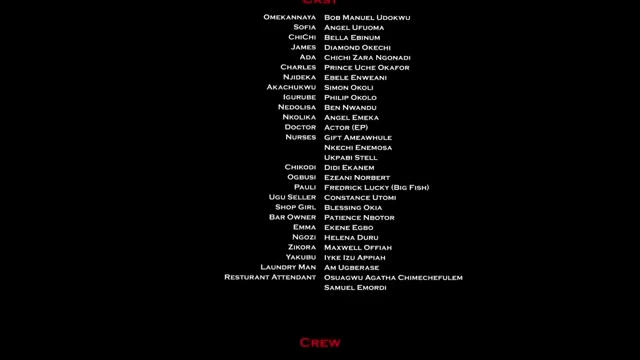 Cast
Omekannaya Bob Manuel Udokwu
Sofia Angel Ufuoma
ChiChi Bella Ebinum
James Diamond Okechi
Ada Chichi Zara Ngonadi
Charles Prince Uche Okafor
Njideka Ebele Enweani
Akachukwu Simon Okoli
Igurube Philip Okolo
Nedolisa Ben Nwandu
Nkolika Angel Emeka
Doctor Actor (EP)
Nurses Gift Ameawhule
Nkechi Enemosa
Ukpabi Stell
Chikodi Didi Ekanem
Ogbusi Ezeani Norbert
Pauli Fredrick Lucky (Big Fish)
Ugu Seller Constance Utomi
Shop Girl Blessing Okia
Bar Owner Patience Nbotor
Emma Ekene Egbo
Ngozi Helena Duru
Zikora Maxwell Offiah
Yakubu Iyke Izu Appiah
Laundry Man Am Ugberase
Resturant Attendant Osuagwu Agatha Chimechefulem
Samuel Emordi
Crew